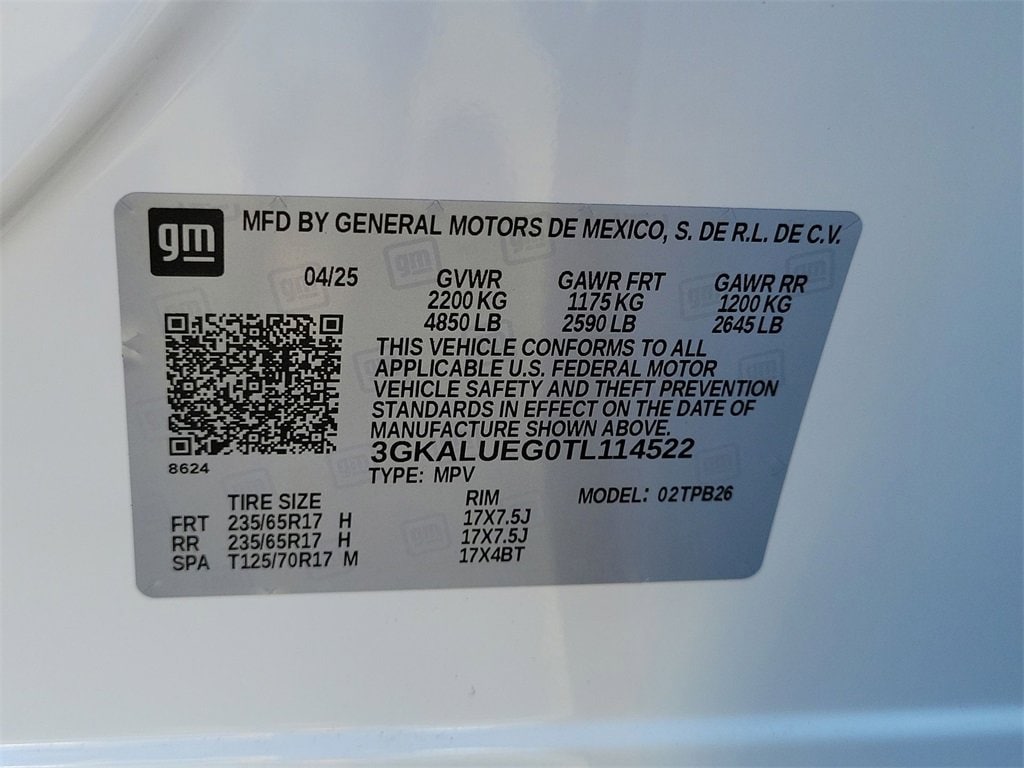 gm MFD BY GENERAL MOTORS DE MEXICO, S. DE R.L. DE C.V.
04/25 GVWR GAWR FRT GAWR RR
2200 KG 1175 KG 1200 KG
4850 LB 2590 LB 2645 LB
THIS VEHICLE CONFORMS TO ALL
APPLICABLE U.S. FEDERAL MOTOR
VEHICLE SAFETY AND THEFT PREVENTION
STANDARDS IN EFFECT ON THE DATE OF
MANUFACTURE SHOWN ABOVE.
3GKALUEG0TL114522
8624 TYPE: MPV
TIRE SIZE RIM MODEL: 02TPB26
FRT 235/65R17 H 17X7.5J
RR 235/65R17 H 17X7.5J
SPA T125/70R17 M 17X4BT